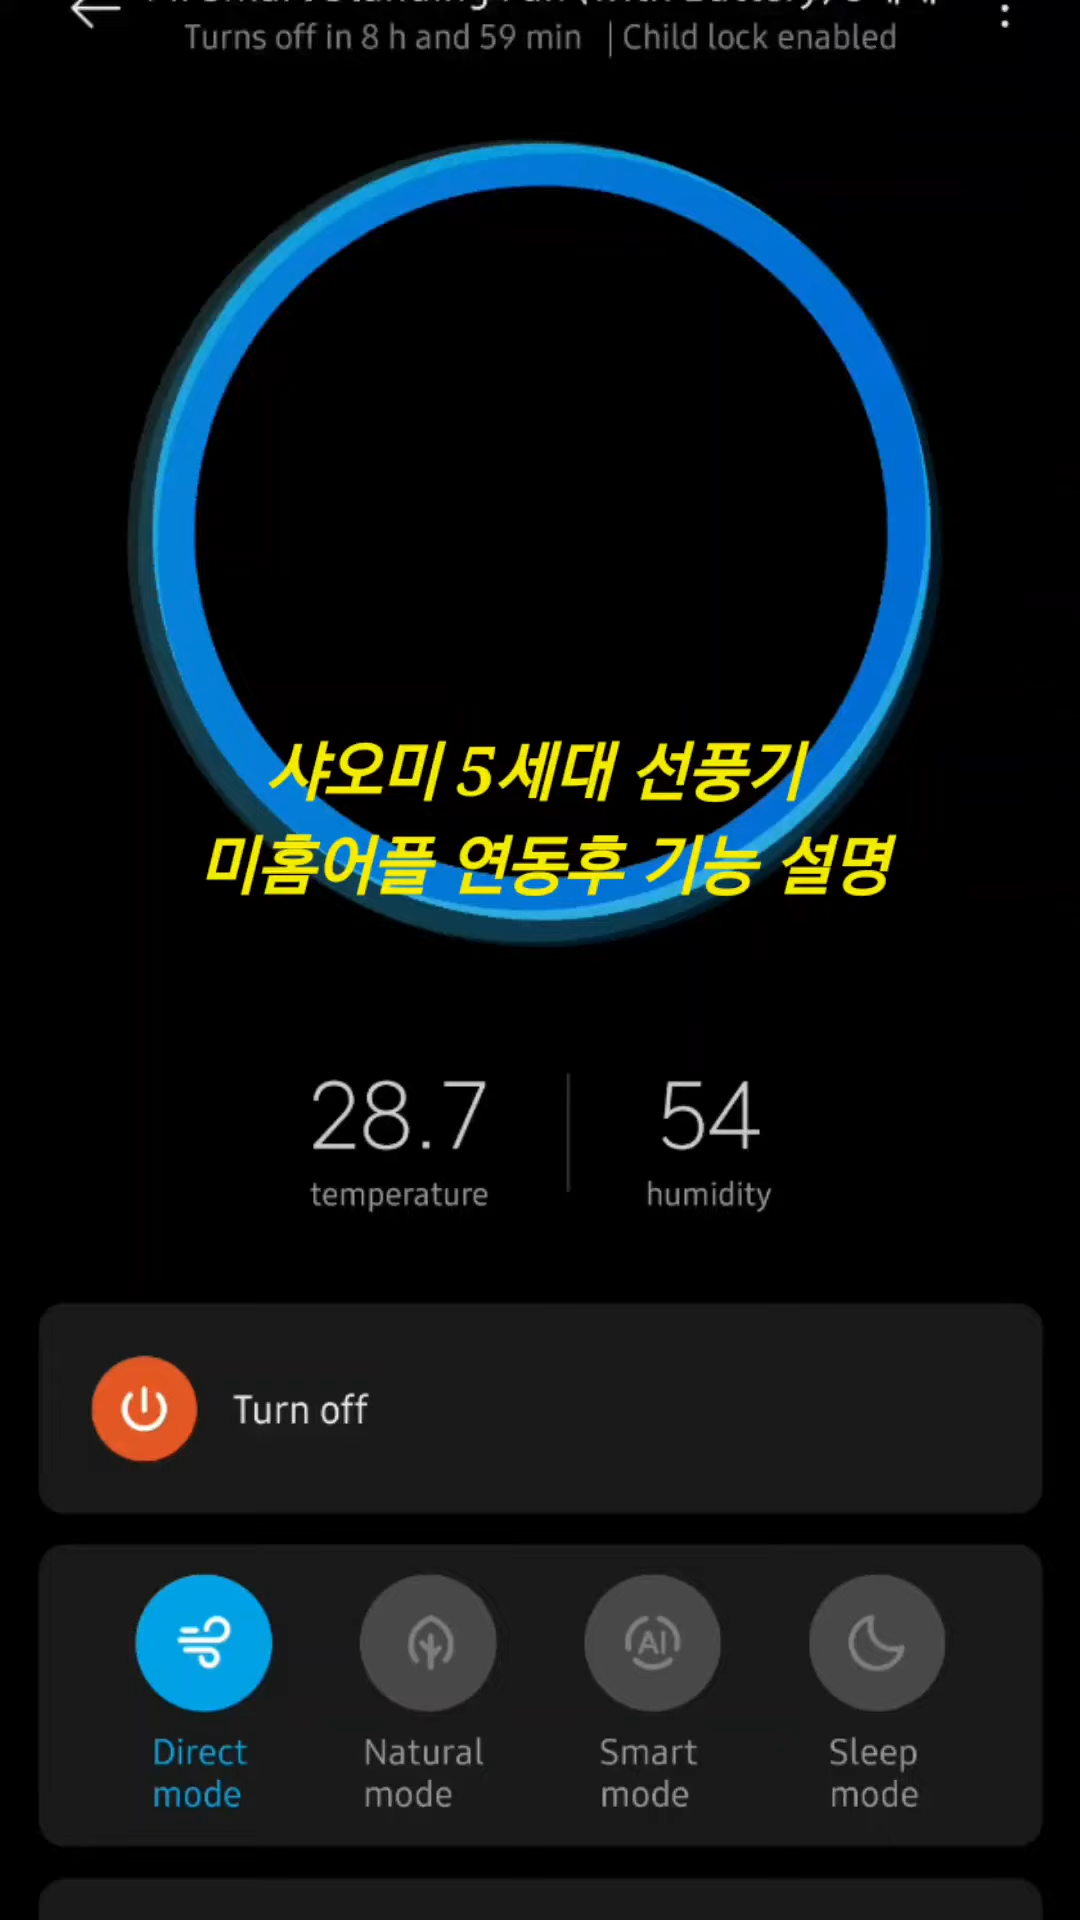 Turns off in 8 h and 59 min | Child lock enabled
샤오미 5세대 선풍기
미홈어플 연동후 기능 설명
28.7 54
temperature humidity
Turn off
Direct mode
Natural mode
AI
Smart mode
Sleep mode